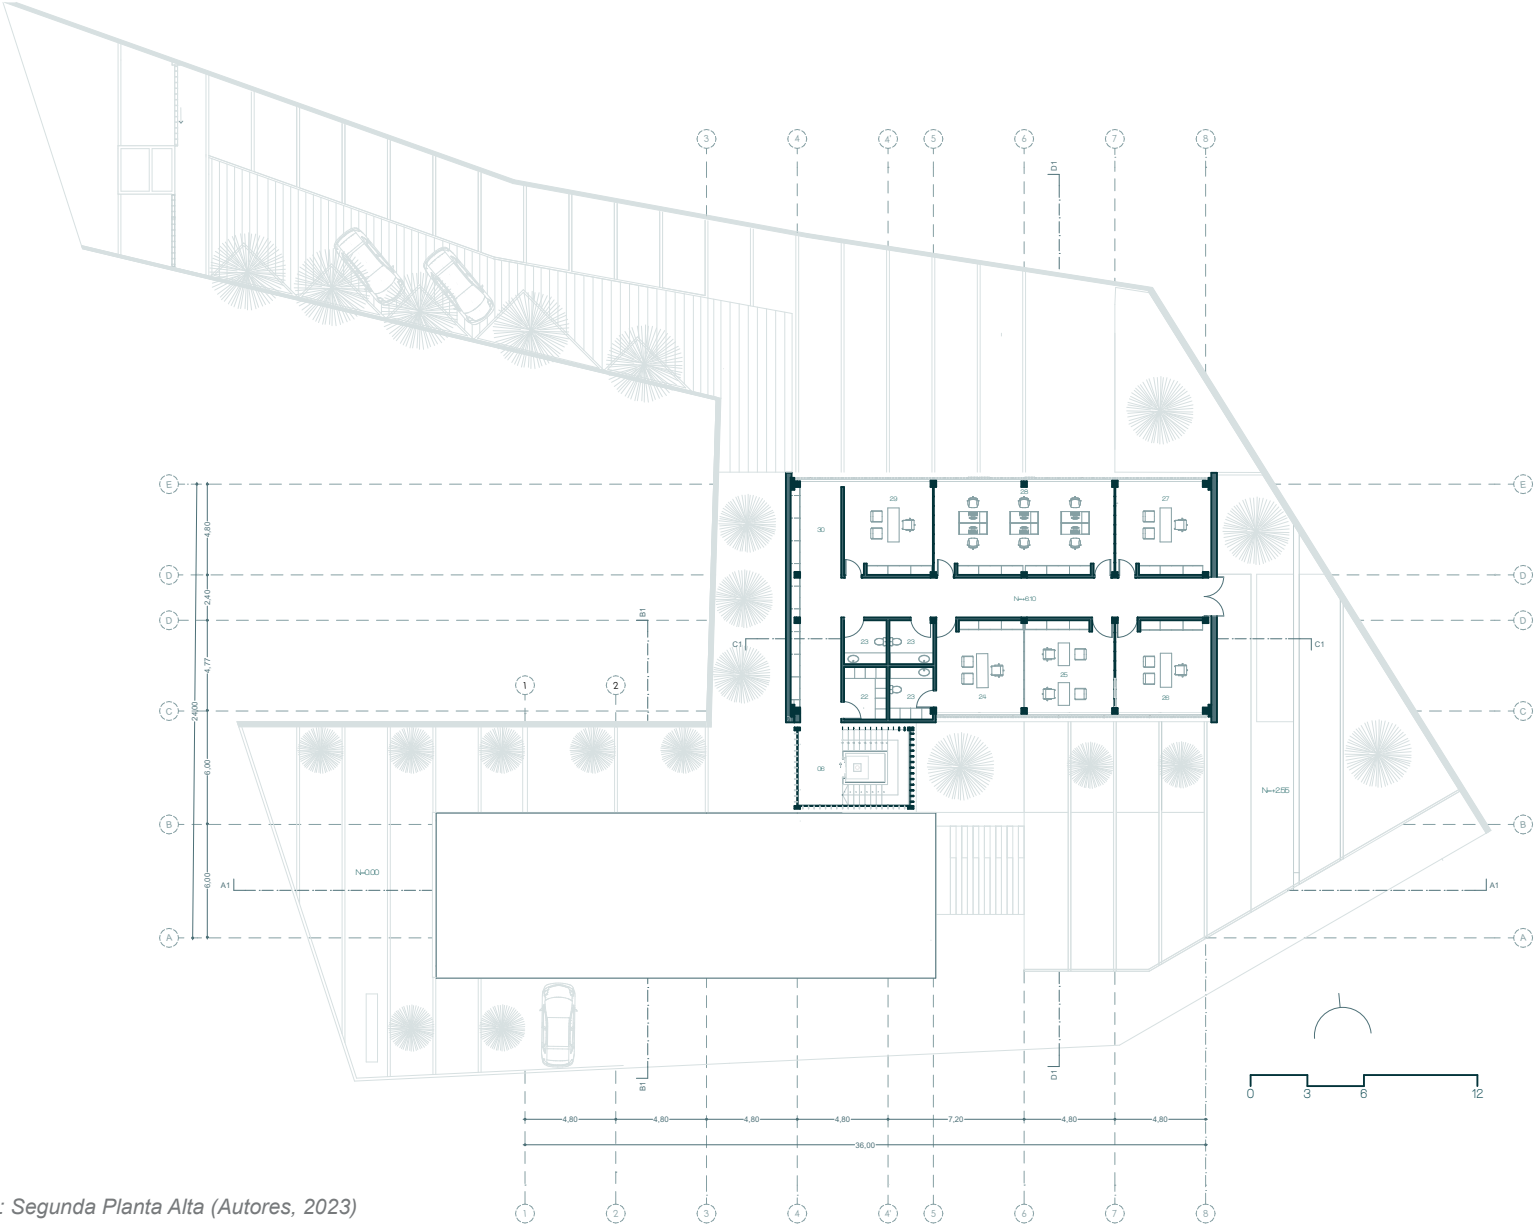 3 4 4' 5 6 7 8
D1
E E
29 28 27
30
4,80
D D
2,40
N=+6.10
D D
B1
C1 23 23 C1
4,77
24,00
25
22 23 24 26
1 2
C C
6,00
06
N=+2.55
B B
N=0.00
6,00
A1 A1
A A
D1
B1
0 3 6 12
4,80 4,80 4,80 4,80 7,20 4,80 4,80
36,00
: Segunda Planta Alta (Autores, 2023)
1 2 3 4 4' 5 6 7 8